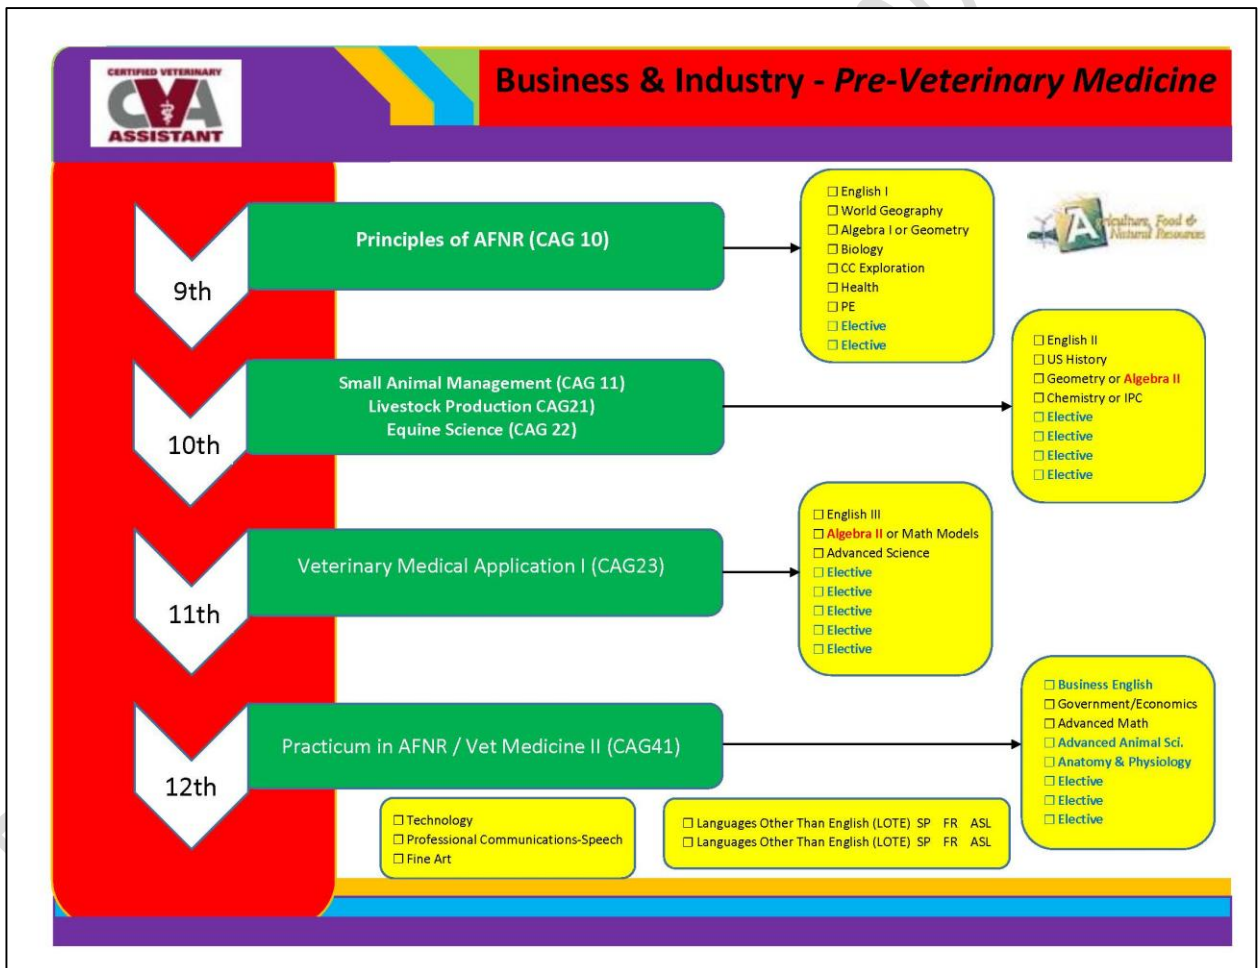 CERTIFIED VETERINARY
CVA
ASSISTANT
Business & Industry - Pre-Veterinary Medicine
9th
Principles of AFNR (CAG 10)
☐ English I
☐ World Geography
☐ Algebra I or Geometry
☐ Biology
☐ CC Exploration
☐ Health
☐ PE
☐ Elective
☐ Elective
Agriculture, Food &
Natural Resources
10th
Small Animal Management (CAG 11)
Livestock Production CAG21)
Equine Science (CAG 22)
☐ English II
☐ US History
☐ Geometry or Algebra II
☐ Chemistry or IPC
☐ Elective
☐ Elective
☐ Elective
☐ Elective
11th
Veterinary Medical Application I (CAG23)
☐ English III
☐ Algebra II or Math Models
☐ Advanced Science
☐ Elective
☐ Elective
☐ Elective
☐ Elective
☐ Elective
12th
Practicum in AFNR / Vet Medicine II (CAG41)
☐ Business English
☐ Government/Economics
☐ Advanced Math
☐ Advanced Animal Sci.
☐ Anatomy & Physiology
☐ Elective
☐ Elective
☐ Elective
☐ Technology
☐ Professional Communications-Speech
☐ Fine Art
☐ Languages Other Than English (LOTE) SP FR ASL
☐ Languages Other Than English (LOTE) SP FR ASL